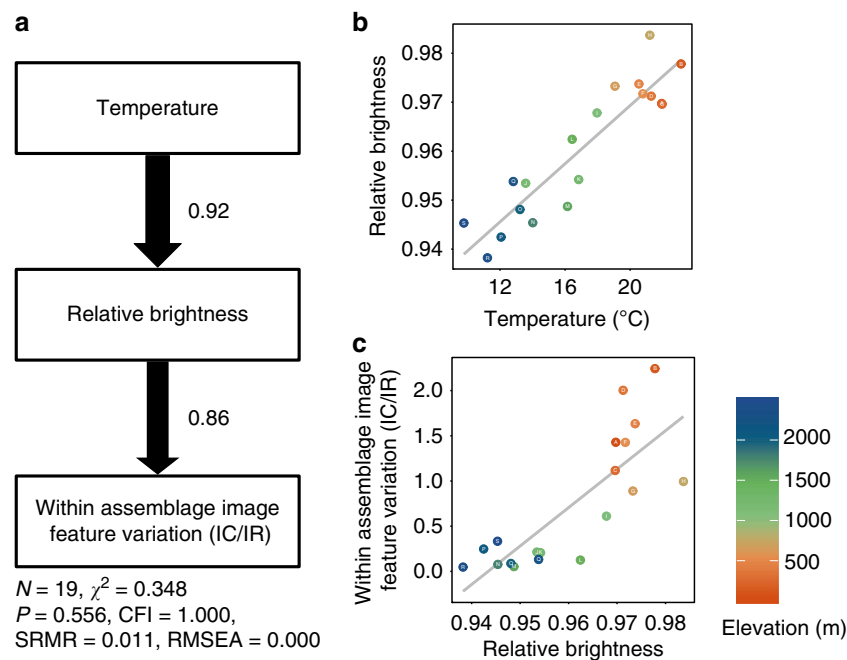 a
Temperature
0.92
Relative brightness
0.86
Within assemblage image
feature variation (IC/IR)
N = 19, χ² = 0.348
P = 0.556, CFI = 1.000,
SRMR = 0.011, RMSEA = 0.000
b
Relative brightness
0.98
0.97
0.96
0.95
0.94
12 16 20
Temperature (°C)
c
Within assemblage image
feature variation (IC/IR)
2.0
1.5
1.0
0.5
0.0
0.94 0.95 0.96 0.97 0.98
Relative brightness
2000
1500
1000
500
Elevation (m)